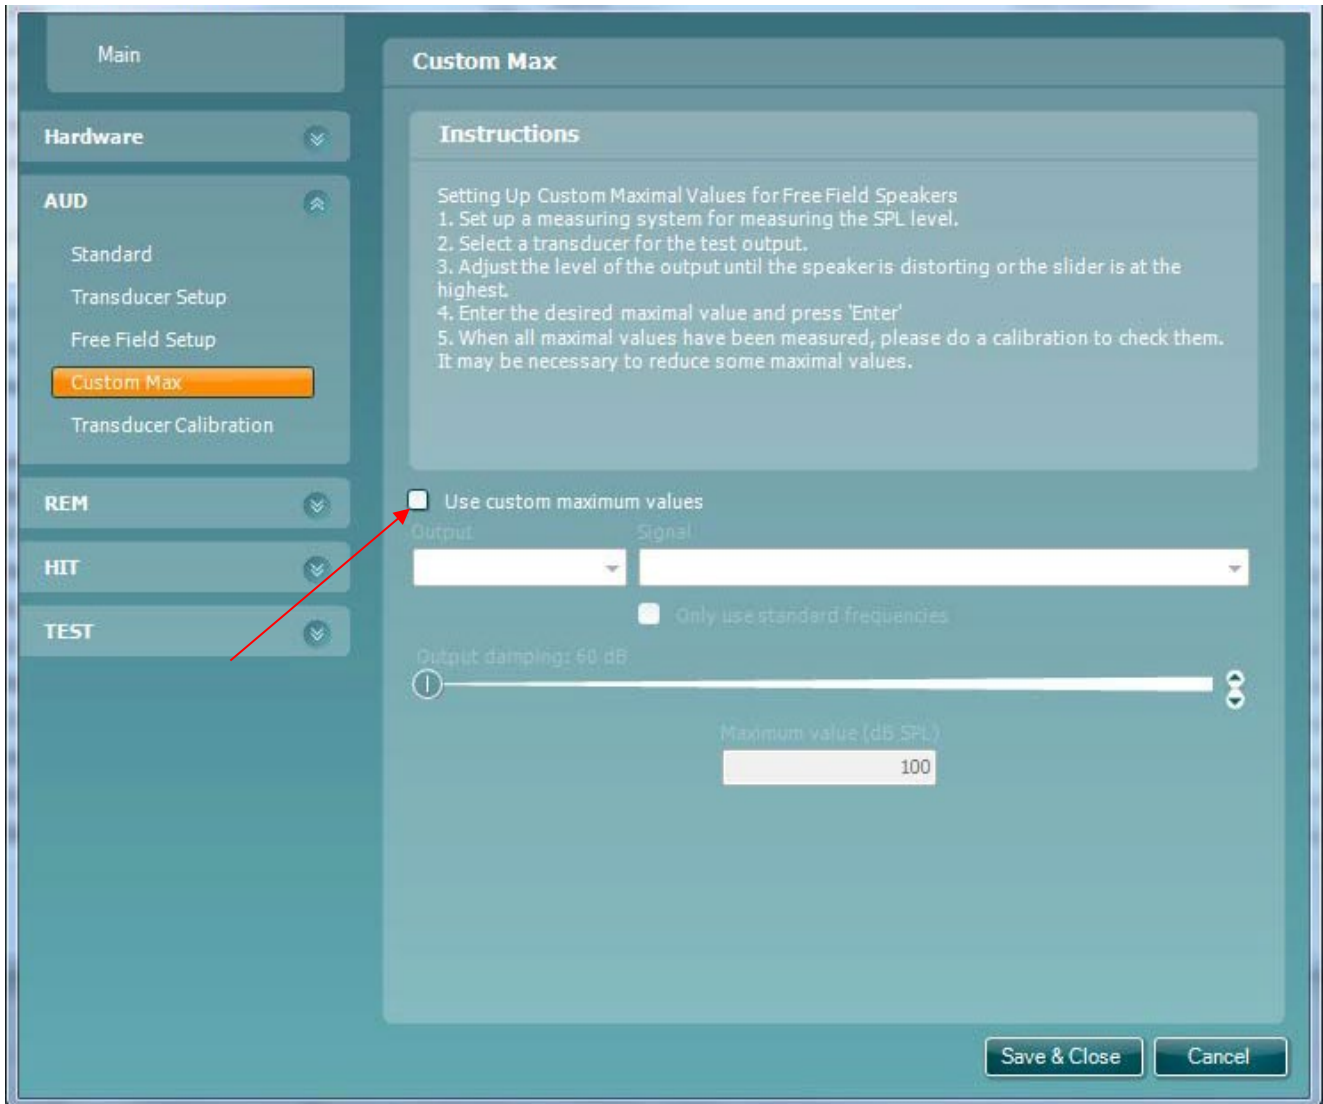 Main
Hardware
AUD
Standard
Transducer Setup
Free Field Setup
Custom Max
Transducer Calibration
REM
HIT
TEST
Custom Max
Instructions
Setting Up Custom Maximal Values for Free Field Speakers
1. Set up a measuring system for measuring the SPL level.
2. Select a transducer for the test output.
3. Adjust the level of the output until the speaker is distorting or the slider is at the
highest.
4. Enter the desired maximal value and press 'Enter'
5. When all maximal values have been measured, please do a calibration to check them.
It may be necessary to reduce some maximal values.
Use custom maximum values
Output Signal
Only use standard frequencies
Output damping: 60 dB
Maximum value (dB SPL)
100
Save & Close Cancel